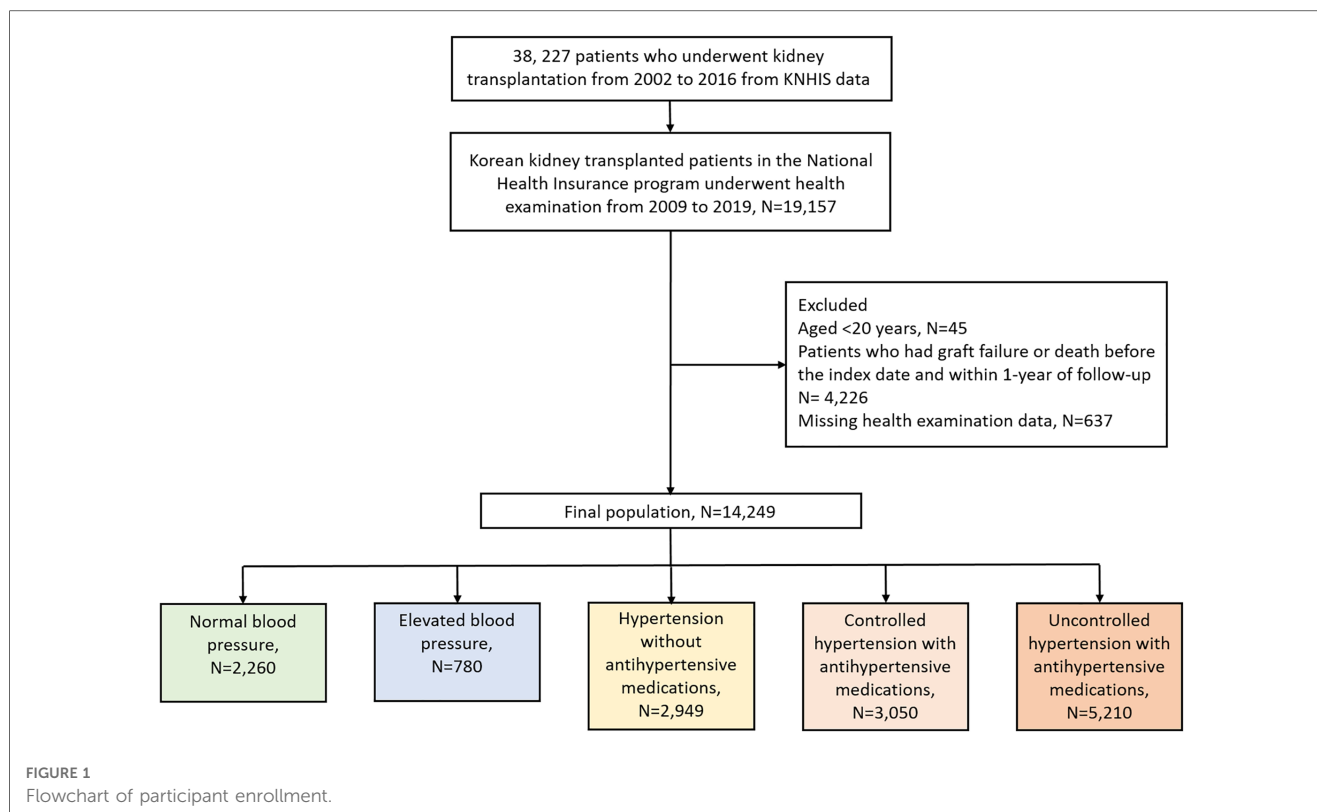 38, 227 patients who underwent kidney
transplantation from 2002 to 2016 from KNHIS data
Korean kidney transplanted patients in the National
Health Insurance program underwent health
examination from 2009 to 2019, N=19,157
Excluded
Aged <20 years, N=45
Patients who had graft failure or death before
the index date and within 1-year of follow-up
N= 4,226
Missing health examination data, N=637
Final population, N=14,249
Normal blood
pressure,
N=2,260
Elevated blood
pressure,
N=780
Hypertension
without
antihypertensive
medications,
N=2,949
Controlled
hypertension with
antihypertensive
medications,
N=3,050
Uncontrolled
hypertension with
antihypertensive
medications,
N=5,210
FIGURE 1
Flowchart of participant enrollment.